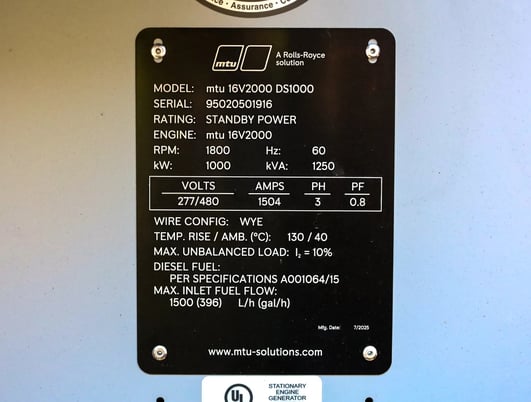 • Assurance •
mtu
A Rolls-Royce
solution
MODEL: mtu 16V2000 DS1000
SERIAL: 95020501916
RATING: STANDBY POWER
ENGINE: mtu 16V2000
RPM: 1800 Hz: 60
kW: 1000 kVA: 1250
VOLTS AMPS PH PF
277/480 1504 3 0.8
WIRE CONFIG: WYE
TEMP. RISE / AMB. (°C): 130 / 40
MAX. UNBALANCED LOAD: I₂ = 10%
DIESEL FUEL:
PER SPECIFICATIONS A001064/15
MAX. INLET FUEL FLOW:
1500 (396) L/h (gal/h)
Mfg. Date: 7/2025
www.mtu-solutions.com
UL
STATIONARY
ENGINE
GENERATOR